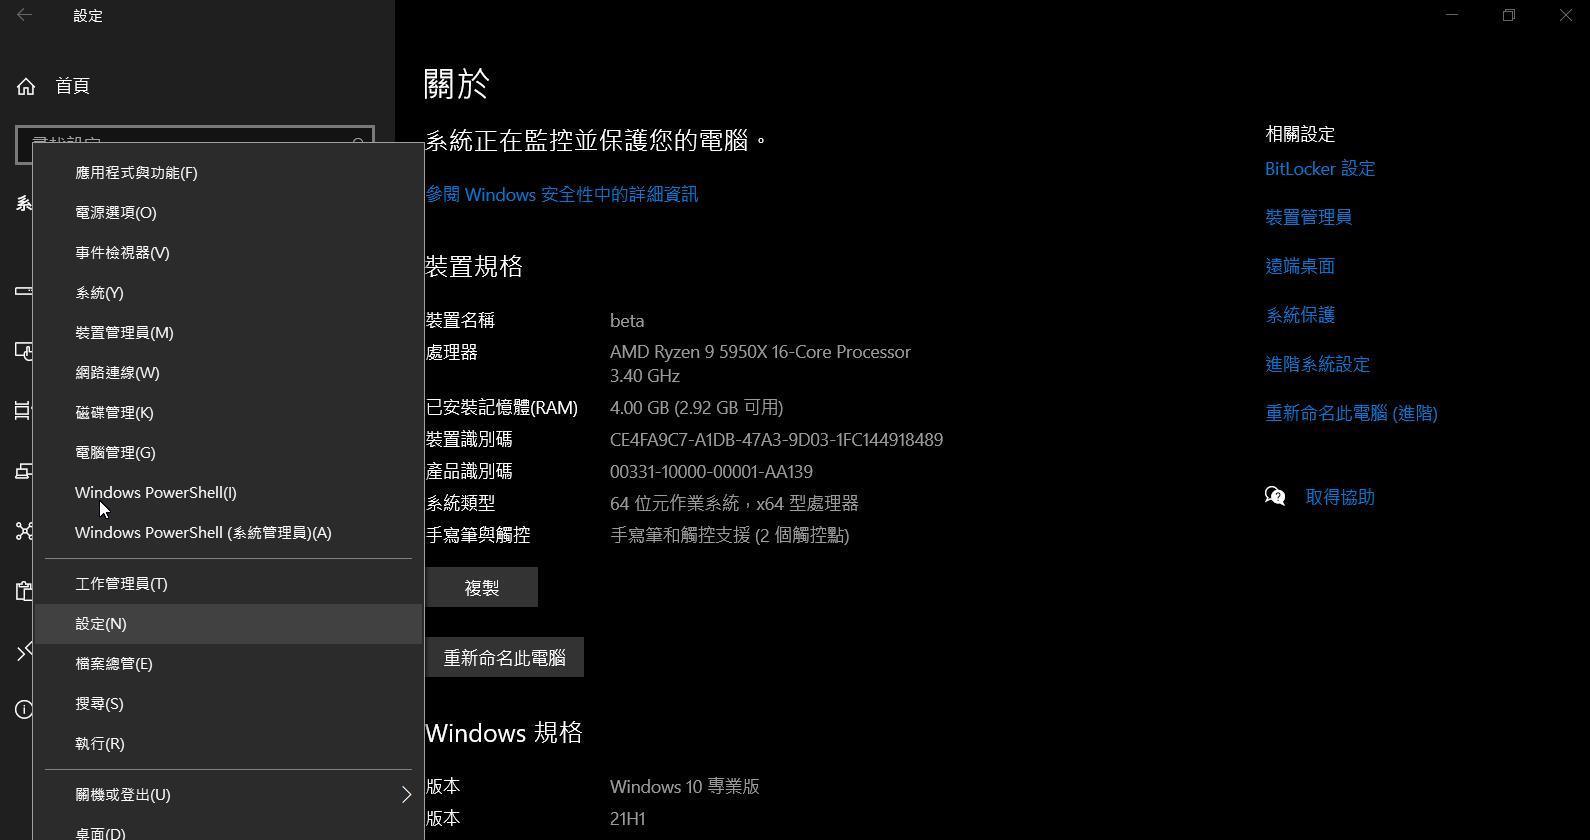 設定
首頁
系
應用程式與功能(F)
電源選項(O)
事件檢視器(V)
系統(Y)
裝置管理員(M)
網路連線(W)
磁碟管理(K)
電腦管理(G)
Windows PowerShell(I)
Windows PowerShell (系統管理員)(A)
工作管理員(T)
設定(N)
檔案總管(E)
搜尋(S)
執行(R)
關機或登出(U)
桌面(D)
關於
系統正在監控並保護您的電腦。
參閱 Windows 安全性中的詳細資訊
裝置規格
裝置名稱 beta
處理器 AMD Ryzen 9 5950X 16-Core Processor
3.40 GHz
已安裝記憶體(RAM) 4.00 GB (2.92 GB 可用)
裝置識別碼 CE4FA9C7-A1DB-47A3-9D03-1FC144918489
產品識別碼 00331-10000-00001-AA139
系統類型 64 位元作業系統，x64 型處理器
手寫筆與觸控 手寫筆和觸控支援 (2 個觸控點)
複製
重新命名此電腦
Windows 規格
版本 Windows 10 專業版
版本 21H1
相關設定
BitLocker 設定
裝置管理員
遠端桌面
系統保護
進階系統設定
重新命名此電腦 (進階)
取得協助